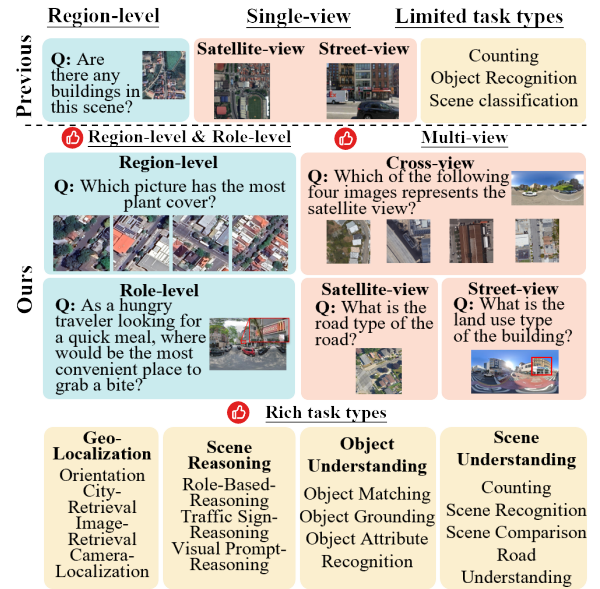 Region-level
Single-view
Limited task types
Previous
Q: Are
there any
buildings in
this scene?
Satellite-view
Street-view
Counting
Object Recognition
Scene classification
Region-level & Role-level
Multi-view
Ours
Region-level
Q: Which picture has the most
plant cover?
Cross-view
Q: Which of the following
four images represents the
satellite view?
Role-level
Q: As a hungry
traveler looking for
a quick meal, where
would be the most
convenient place to
grab a bite?
Satellite-view
Q: What is the
road type of the
road?
Street-view
Q: What is the
land use type
of the building?
Rich task types
Geo-
Localization
Orientation
City-
Retrieval
Image-
Retrieval
Camera-
Localization
Scene
Reasoning
Role-Based-
Reasoning
Traffic Sign-
Reasoning
Visual Prompt-
Reasoning
Object
Understanding
Object Matching
Object Grounding
Object Attribute
Recognition
Scene
Understanding
Counting
Scene Recognition
Scene Comparison
Road
Understanding